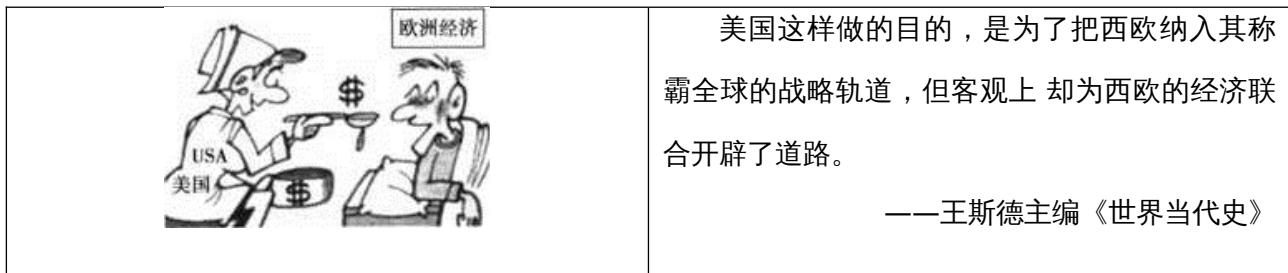 欧洲经济
$
USA
美国
$
美国这样做的目的，是为了把西欧纳入其称
霸全球的战略轨道，但客观上 却为西欧的经济联
合开辟了道路。
——王斯德主编《世界当代史》